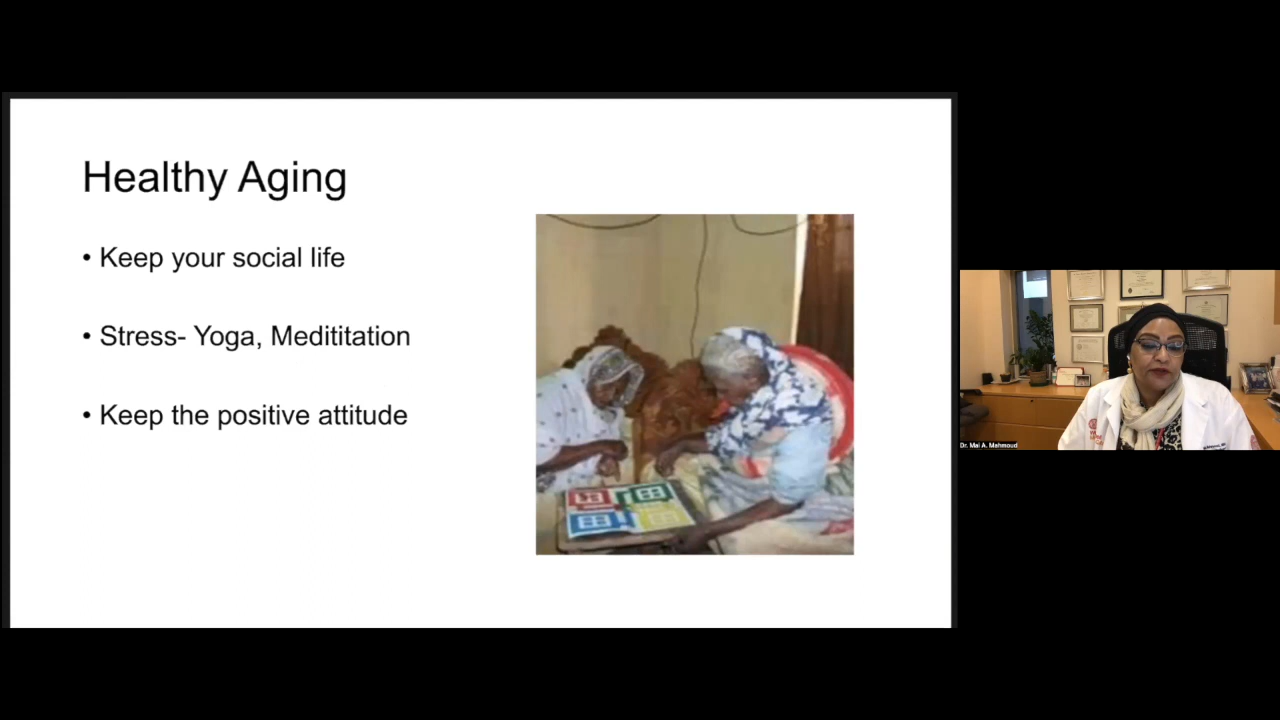 Healthy Aging
• Keep your social life
• Stress- Yoga, Medititation
• Keep the positive attitude
Dr. Mai A. Mahmoud